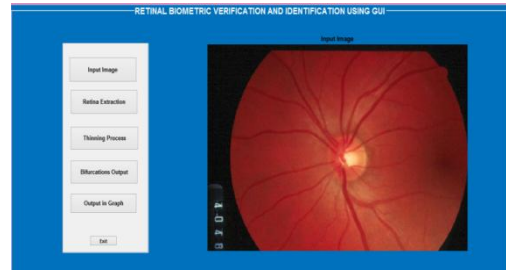 RETINAL BIOMETRIC VERIFICATION AND IDENTIFICATION USING GUI
Input Image
Input Image
Retina Extraction
Thinning Process
Bifurcations Output
Output in Graph
Exit